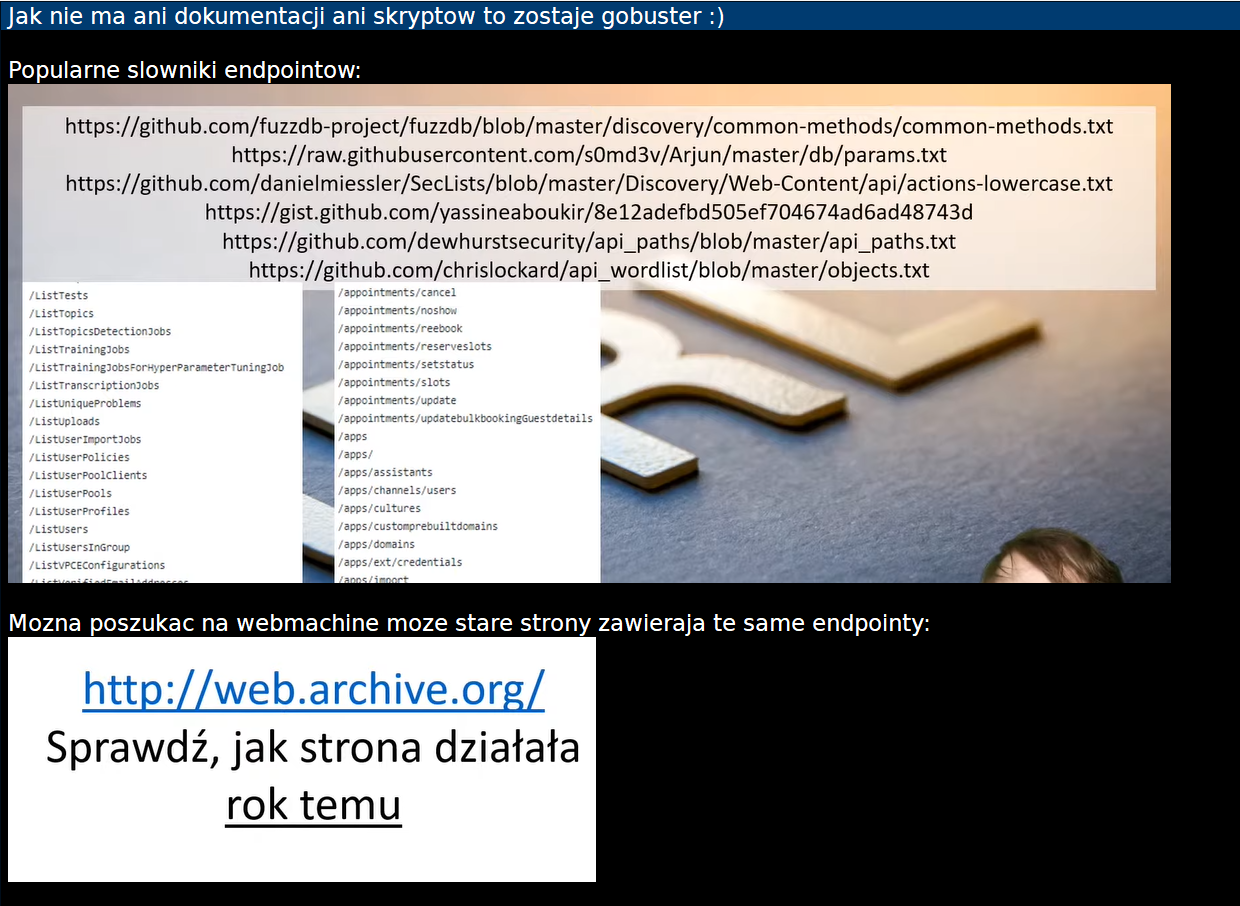 Jak nie ma ani dokumentacji ani skryptow to zostaje gobuster :)
Popularne slowniki endpointow:
https://github.com/fuzzdb-project/fuzzdb/blob/master/discovery/common-methods/common-methods.txt
https://raw.githubusercontent.com/s0md3v/Arjun/master/db/params.txt
https://github.com/danielmiessler/SecLists/blob/master/Discovery/Web-Content/api/actions-lowercase.txt
https://gist.github.com/yassineaboukir/8e12adefbd505ef704674ad6ad48743d
https://github.com/dewhurstsecurity/api_paths/blob/master/api_paths.txt
https://github.com/chrislockard/api_wordlist/blob/master/objects.txt
/ListTests
/ListTopics
/ListTopicsDetectionJobs
/ListTrainingJobs
/ListTrainingJobsForHyperParameterTuningJob
/ListTranscriptionJobs
/ListUniqueProblems
/ListUploads
/ListUserImportJobs
/ListUserPolicies
/ListUserPoolClients
/ListUserPools
/ListUserProfiles
/ListUsers
/ListUsersInGroup
/ListVPCEConfigurations
/ListVerifiedEmailAddresses
/appointments/cancel
/appointments/noshow
/appointments/reebook
/appointments/reserveslots
/appointments/setstatus
/appointments/slots
/appointments/update
/appointments/updatebulkbookingGuestdetails
/apps
/apps/
/apps/assistants
/apps/channels/users
/apps/cultures
/apps/customprebuiltdomains
/apps/domains
/apps/ext/credentials
/apps/import
RL
Mozna poszukac na webmachine moze stare strony zawieraja te same endpointy:
http://web.archive.org/
Sprawdź, jak strona działała
rok temu